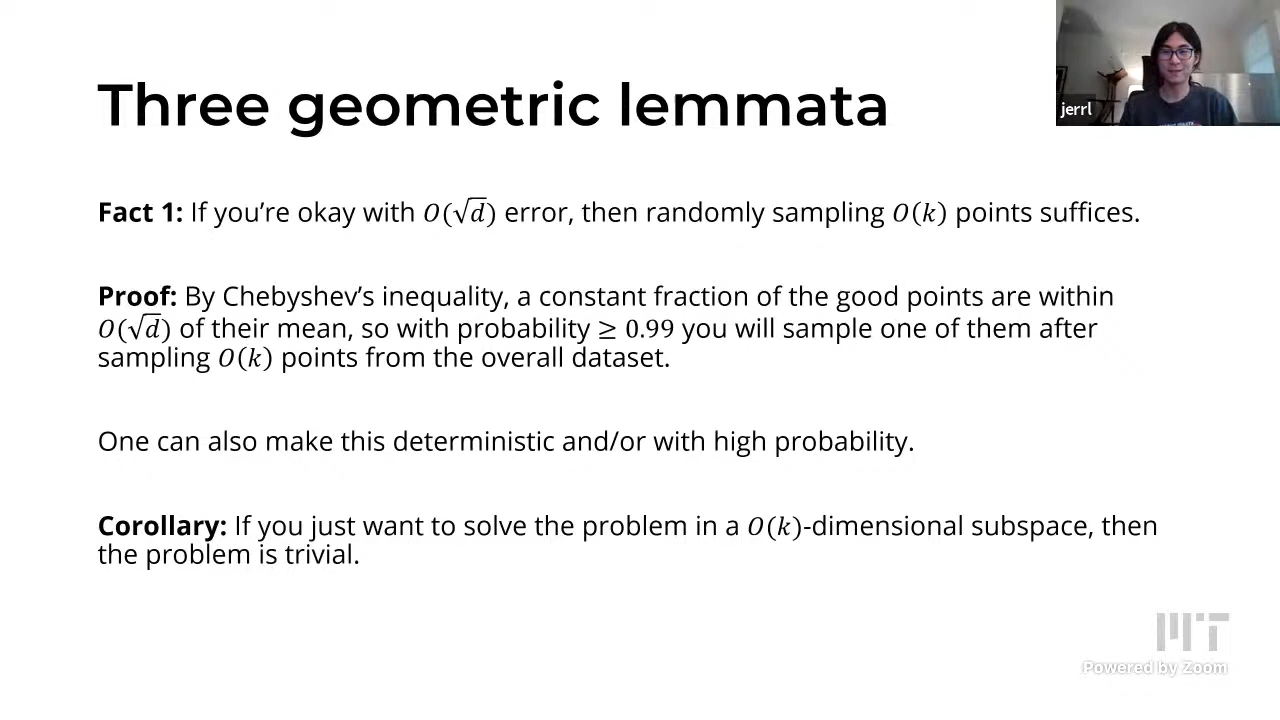 Three geometric lemmata
jerrl
Fact 1: If you’re okay with O(√d) error, then randomly sampling O(k) points suffices.
Proof: By Chebyshev’s inequality, a constant fraction of the good points are within
O(√d) of their mean, so with probability ≥ 0.99 you will sample one of them after
sampling O(k) points from the overall dataset.
One can also make this deterministic and/or with high probability.
Corollary: If you just want to solve the problem in a O(k)-dimensional subspace, then
the problem is trivial.
MIT
Powered by Zoom